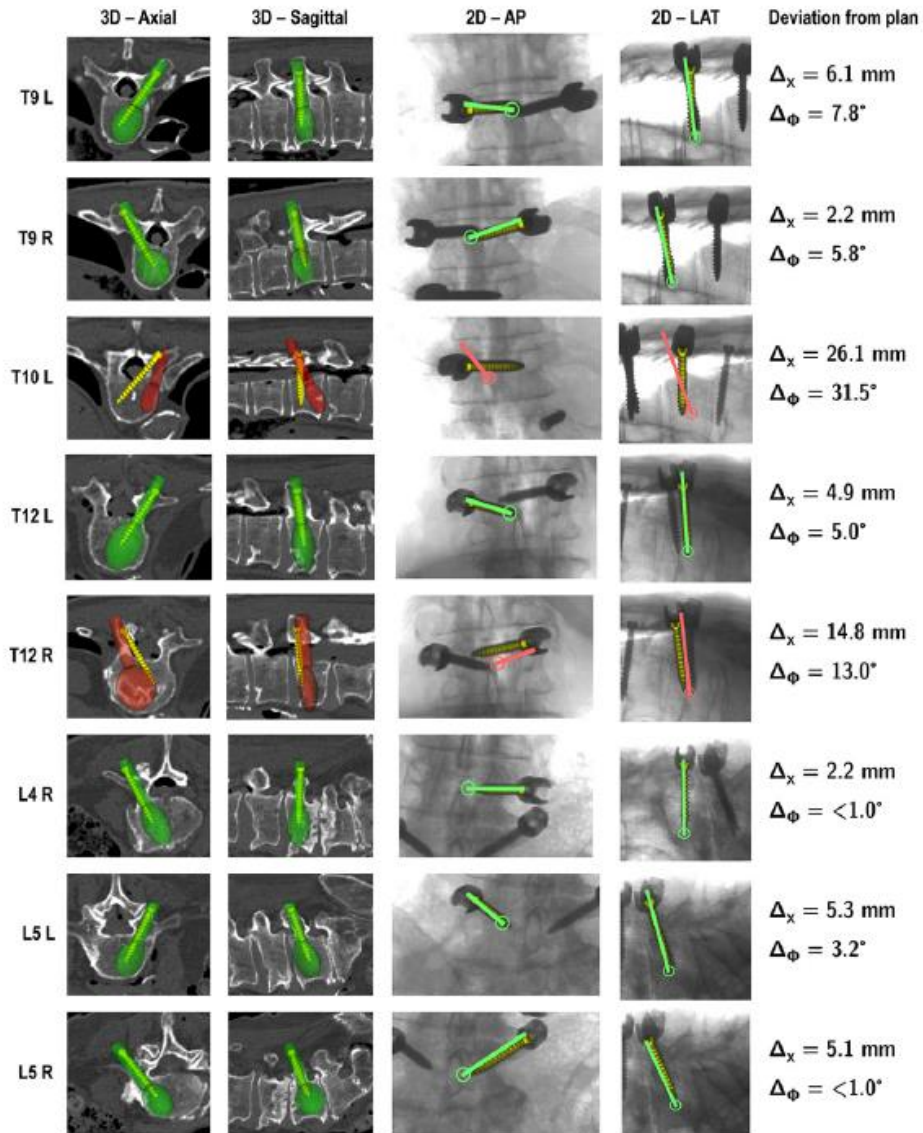 3D – Axial 3D – Sagittal 2D – AP 2D – LAT Deviation from plan
T9 L
Δx = 6.1 mm
ΔΦ = 7.8°
T9 R
Δx = 2.2 mm
ΔΦ = 5.8°
T10 L
Δx = 26.1 mm
ΔΦ = 31.5°
T12 L
Δx = 4.9 mm
ΔΦ = 5.0°
T12 R
Δx = 14.8 mm
ΔΦ = 13.0°
L4 R
Δx = 2.2 mm
ΔΦ = <1.0°
L5 L
Δx = 5.3 mm
ΔΦ = 3.2°
L5 R
Δx = 5.1 mm
ΔΦ = <1.0°